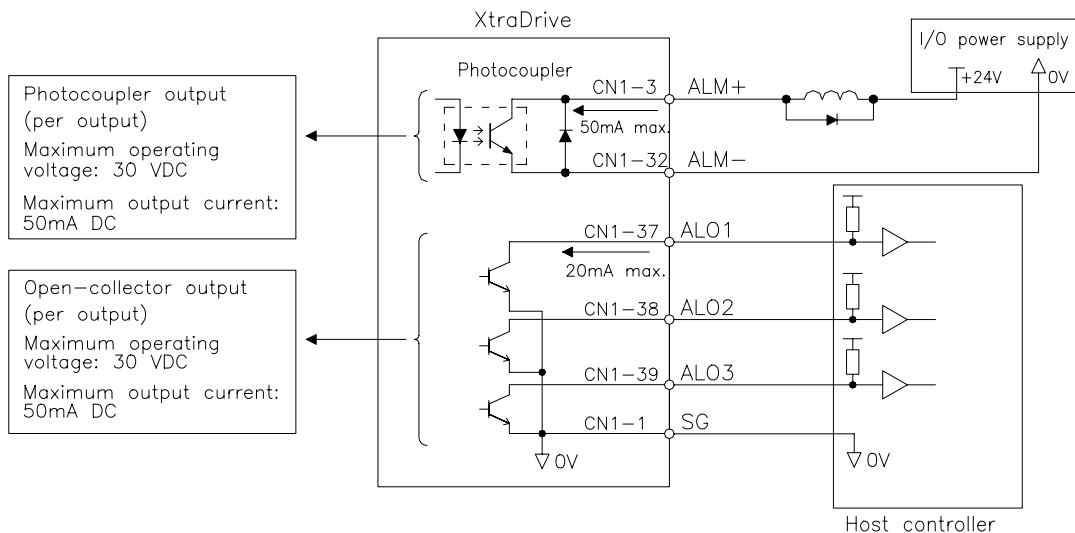 XtraDrive
I/O power supply
+24V
0V
Photocoupler
CN1-3
ALM+
50mA max.
CN1-32
ALM-
Photocoupler output
(per output)
Maximum operating
voltage: 30 VDC
Maximum output current:
50mA DC
CN1-37
ALO1
20mA max.
CN1-38
ALO2
CN1-39
ALO3
CN1-1
SG
0V
0V
Open-collector output
(per output)
Maximum operating
voltage: 30 VDC
Maximum output current:
50mA DC
Host controller